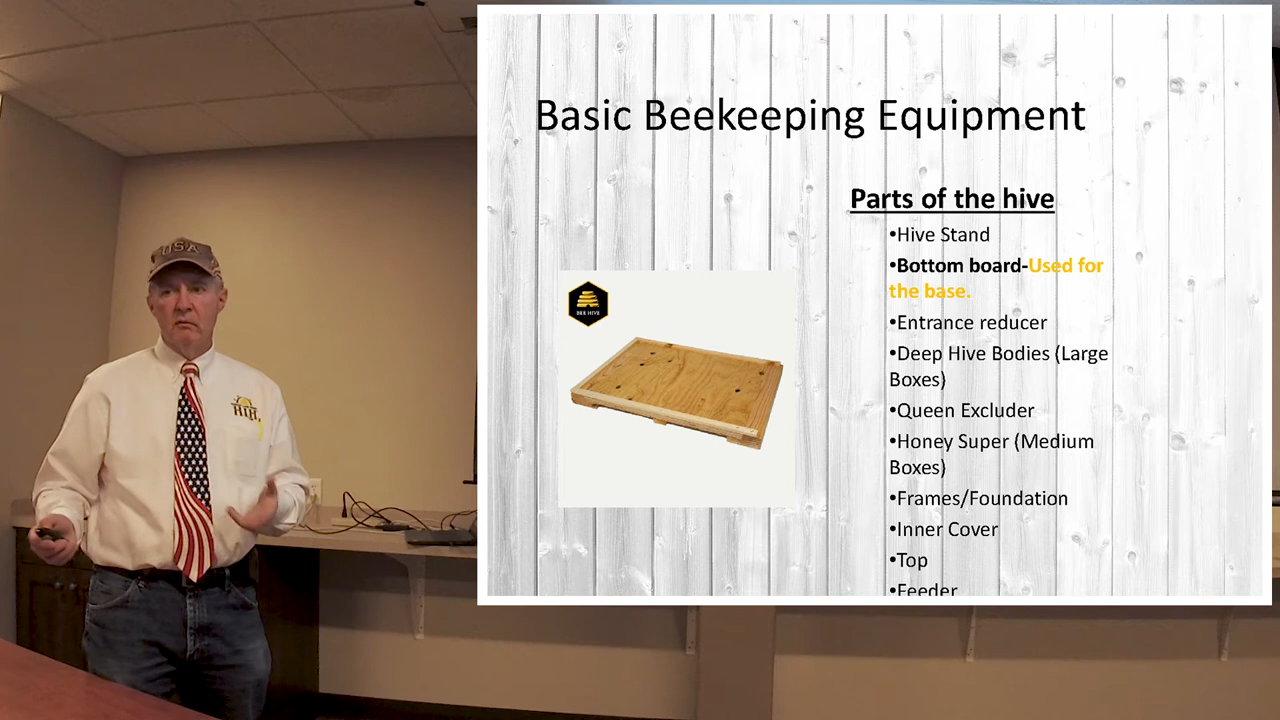 Basic Beekeeping Equipment
Parts of the hive
•Hive Stand
•Bottom board-Used for
the base.
•Entrance reducer
•Deep Hive Bodies (Large
Boxes)
•Queen Excluder
•Honey Super (Medium
Boxes)
•Frames/Foundation
•Inner Cover
•Top
•Feeder
BEE HIVE
USA
HIH